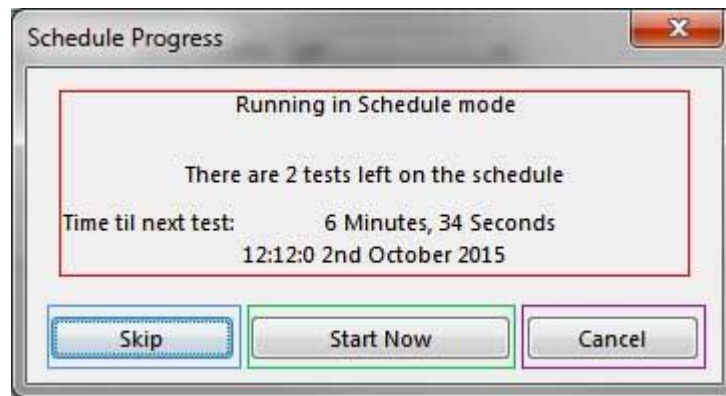 Schedule Progress
Running in Schedule mode
There are 2 tests left on the schedule
Time til next test: 6 Minutes, 34 Seconds
12:12:0 2nd October 2015
Skip Start Now Cancel